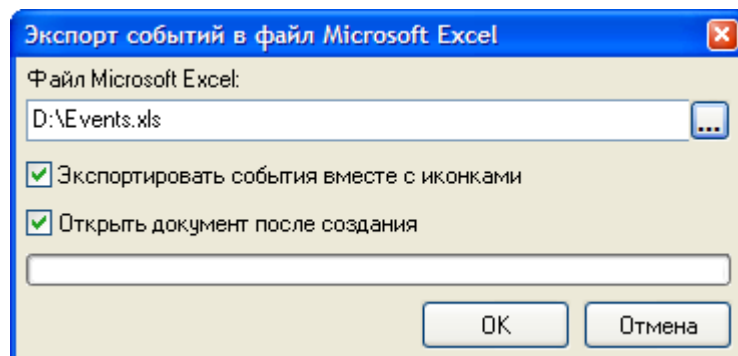 Экспорт событий в файл Microsoft Excel
Файл Microsoft Excel:
D:\Events.xls
...
Экспортировать события вместе с иконками
Открыть документ после создания
OK Отмена